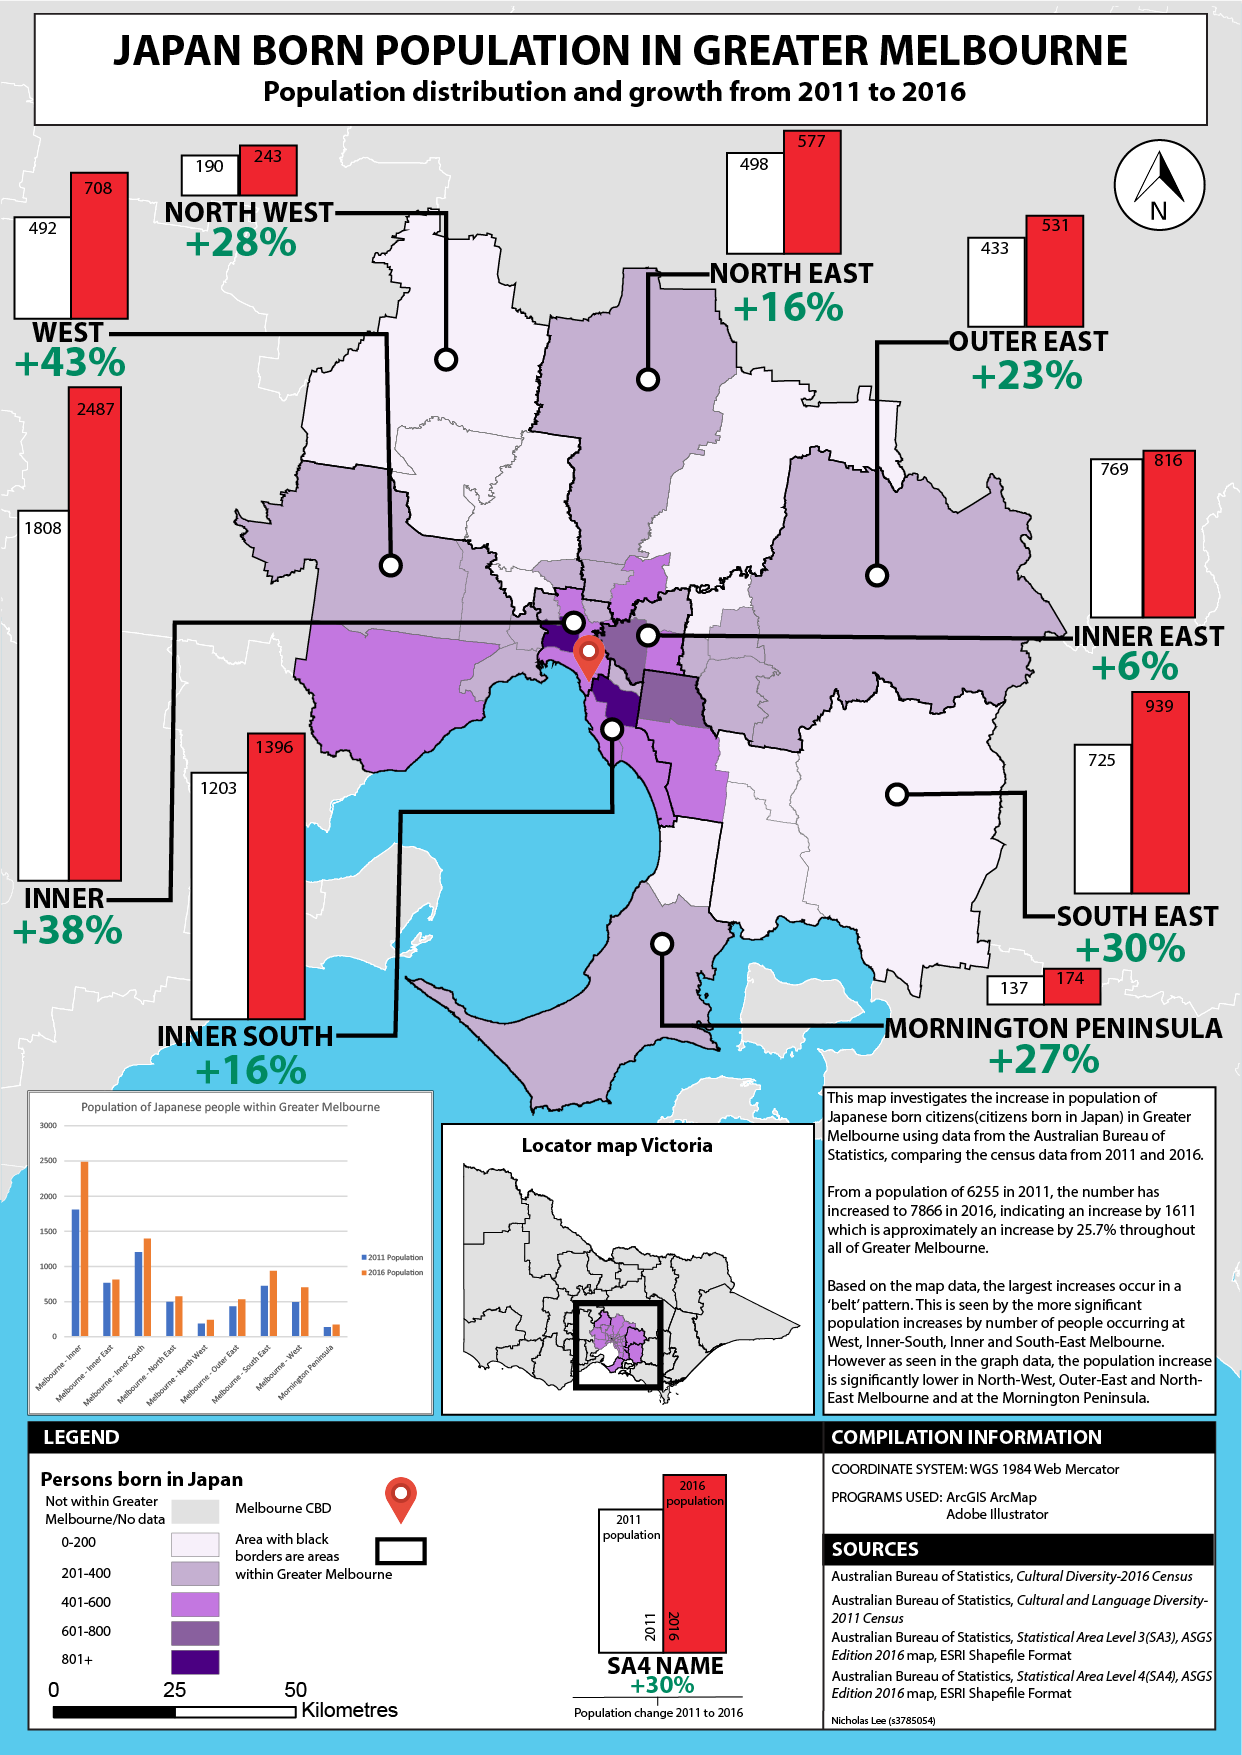 JAPAN BORN POPULATION IN GREATER MELBOURNE
Population distribution and growth from 2011 to 2016
190
243
NORTH WEST
+28%
498
577
NORTH EAST
+16%
N
492
708
WEST
+43%
433
531
OUTER EAST
+23%
1808
2487
INNER
+38%
769
816
INNER EAST
+6%
1203
1396
INNER SOUTH
+16%
725
939
SOUTH EAST
+30%
137
174
MORNINGTON PENINSULA
+27%
Population of Japanese people within Greater Melbourne
3000
2500
2000
1500
1000
500
0
Melbourne - Inner
Melbourne - Inner East
Melbourne - Inner South
Melbourne - North East
Melbourne - North West
Melbourne - Outer East
Melbourne - South East
Melbourne - West
Mornington Peninsula
2011 Population
2016 Population
Locator map Victoria
This map investigates the increase in population of
Japanese born citizens(citizens born in Japan) in Greater
Melbourne using data from the Australian Bureau of
Statistics, comparing the census data from 2011 and 2016.
From a population of 6255 in 2011, the number has
increased to 7866 in 2016, indicating an increase by 1611
which is approximately an increase by 25.7% throughout
all of Greater Melbourne.
Based on the map data, the largest increases occur in a
‘belt’ pattern. This is seen by the more significant
population increases by number of people occurring at
West, Inner-South, Inner and South-East Melbourne.
However as seen in the graph data, the population increase
is significantly lower in North-West, Outer-East and North-
East Melbourne and at the Mornington Peninsula.
LEGEND
Persons born in Japan
Not within Greater
Melbourne/No data
0-200
201-400
401-600
601-800
801+
Melbourne CBD
Area with black
borders are areas
within Greater Melbourne
0 25 50
Kilometres
2011
population
2016
population
2011
2016
SA4 NAME
+30%
Population change 2011 to 2016
COMPILATION INFORMATION
COORDINATE SYSTEM: WGS 1984 Web Mercator
PROGRAMS USED: ArcGIS ArcMap
Adobe Illustrator
SOURCES
Australian Bureau of Statistics, Cultural Diversity-2016 Census
Australian Bureau of Statistics, Cultural and Language Diversity-
2011 Census
Australian Bureau of Statistics, Statistical Area Level 3(SA3), ASGS
Edition 2016 map, ESRI Shapefile Format
Australian Bureau of Statistics, Statistical Area Level 4(SA4), ASGS
Edition 2016 map, ESRI Shapefile Format
Nicholas Lee (s3785054)